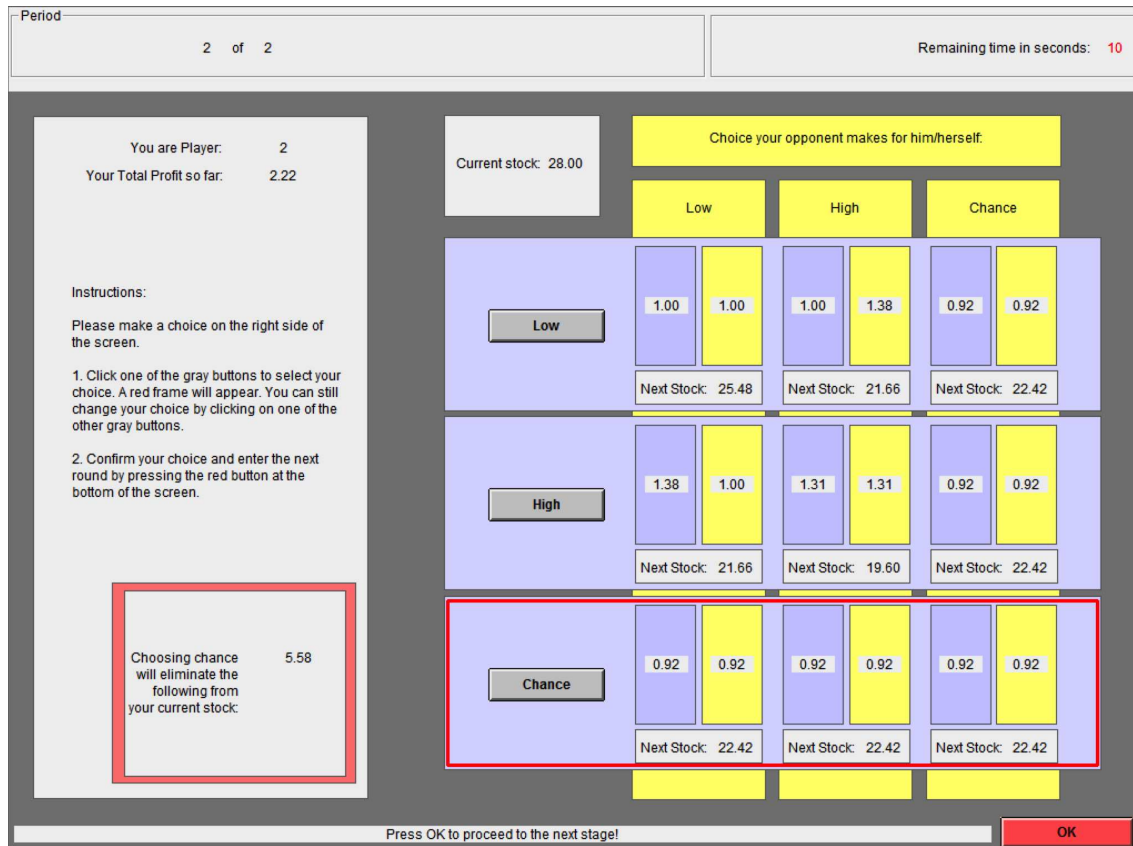 Period
2 of 2
Remaining time in seconds: 10
You are Player: 2
Your Total Profit so far: 2.22
Instructions:
Please make a choice on the right side of
the screen.
1. Click one of the gray buttons to select your
choice. A red frame will appear. You can still
change your choice by clicking on one of the
other gray buttons.
2. Confirm your choice and enter the next
round by pressing the red button at the
bottom of the screen.
Choosing chance 5.58
will eliminate the
following from
your current stock:
Current stock: 28.00
Choice your opponent makes for him/herself:
Low High Chance
Low
1.00 1.00 1.00 1.38 0.92 0.92
Next Stock: 25.48 Next Stock: 21.66 Next Stock: 22.42
High
1.38 1.00 1.31 1.31 0.92 0.92
Next Stock: 21.66 Next Stock: 19.60 Next Stock: 22.42
Chance
0.92 0.92 0.92 0.92 0.92 0.92
Next Stock: 22.42 Next Stock: 22.42 Next Stock: 22.42
Press OK to proceed to the next stage!
OK